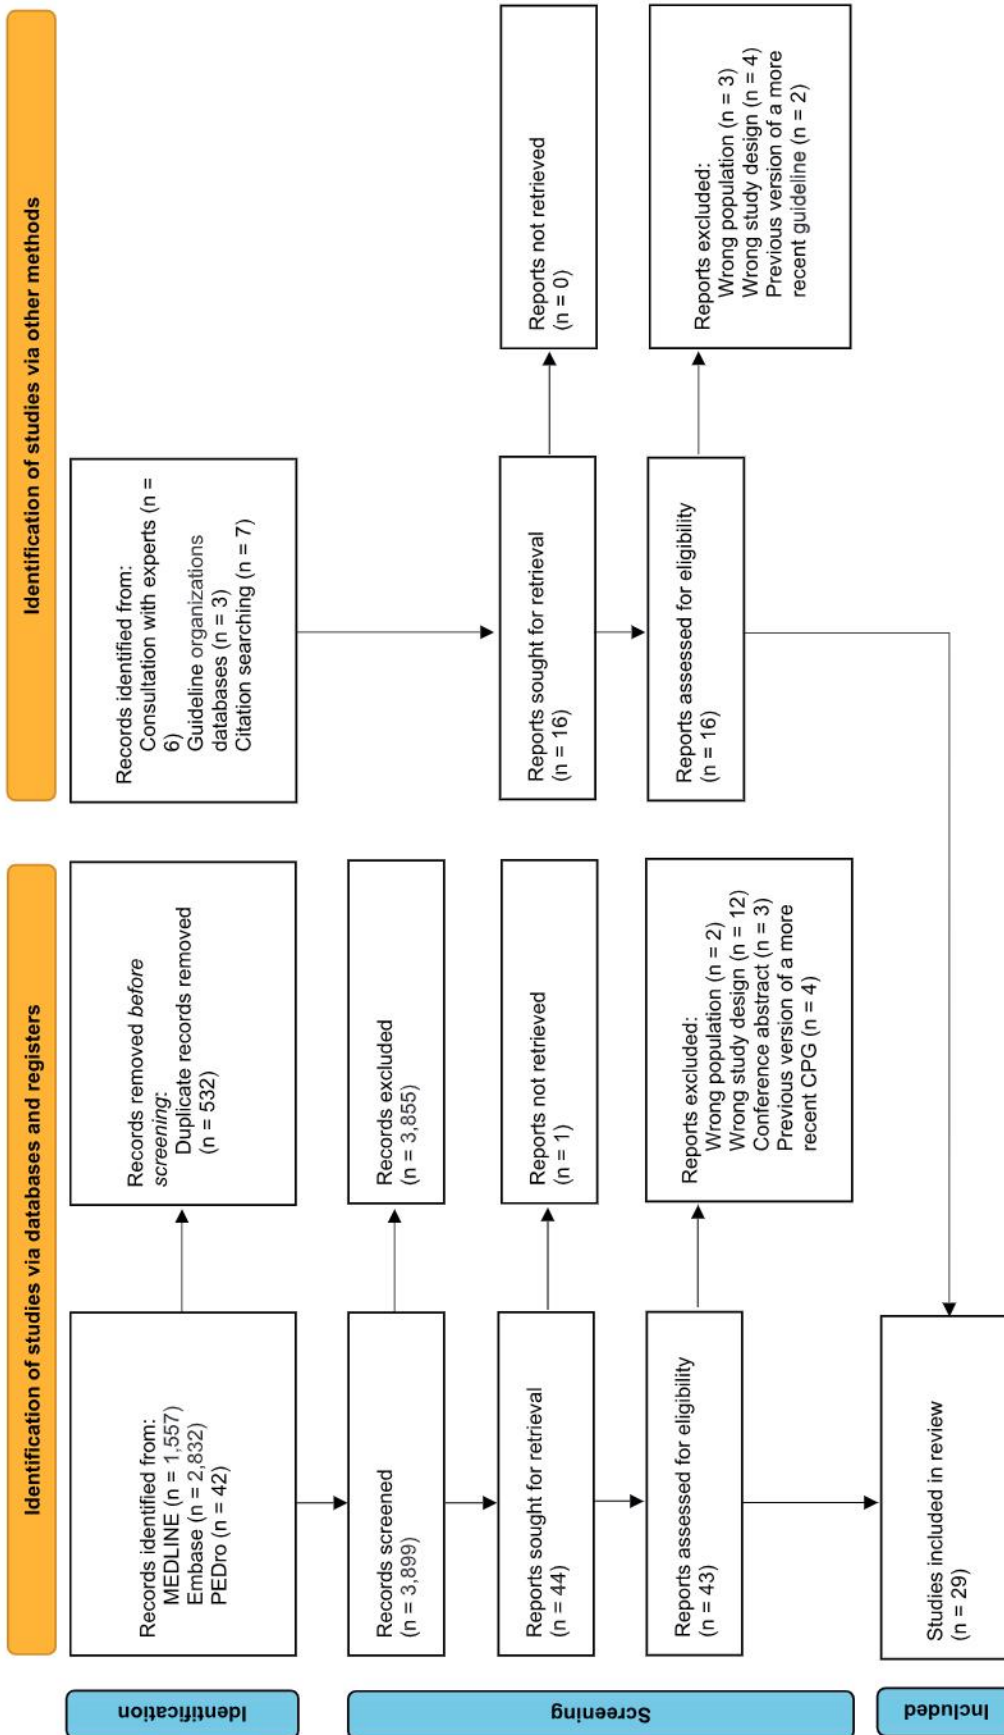 Identification of studies via databases and registers
Identification of studies via other methods
Identification
Records identified from:
MEDLINE (n = 1,557)
Embase (n = 2,832)
PEDro (n = 42)
Records removed before
screening:
Duplicate records removed
(n = 532)
Records identified from:
Consultation with experts (n =
6)
Guideline organizations
databases (n = 3)
Citation searching (n = 7)
Screening
Records screened
(n = 3,899)
Records excluded
(n = 3,855)
Reports sought for retrieval
(n = 44)
Reports not retrieved
(n = 1)
Reports sought for retrieval
(n = 16)
Reports not retrieved
(n = 0)
Reports assessed for eligibility
(n = 43)
Reports excluded:
Wrong population (n = 2)
Wrong study design (n = 12)
Conference abstract (n = 3)
Previous version of a more
recent CPG (n = 4)
Reports assessed for eligibility
(n = 16)
Reports excluded:
Wrong population (n = 3)
Wrong study design (n = 4)
Previous version of a more
recent guideline (n = 2)
Included
Studies included in review
(n = 29)